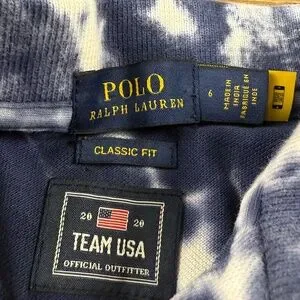 POLO
RALPH LAUREN
6
MADE IN
INDIA
FABRIQUÉ EN
INDE
CLASSIC FIT
20 20
TEAM USA
OFFICIAL OUTFITTER